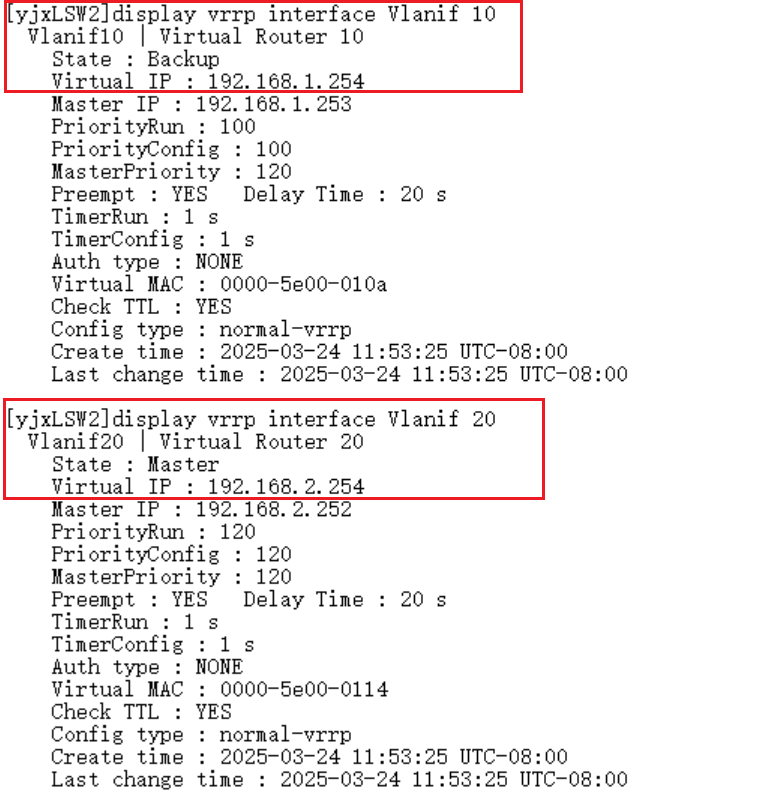 [yjxLSW2]display vrrp interface Vlanif 10
Vlanif10 | Virtual Router 10
State : Backup
Virtual IP : 192.168.1.254
Master IP : 192.168.1.253
PriorityRun : 100
PriorityConfig : 100
MasterPriority : 120
Preempt : YES   Delay Time : 20 s
TimerRun : 1 s
TimerConfig : 1 s
Auth type : NONE
Virtual MAC : 0000-5e00-010a
Check TTL : YES
Config type : normal-vrrp
Create time : 2025-03-24 11:53:25 UTC-08:00
Last change time : 2025-03-24 11:53:25 UTC-08:00
[yjxLSW2]display vrrp interface Vlanif 20
Vlanif20 | Virtual Router 20
State : Master
Virtual IP : 192.168.2.254
Master IP : 192.168.2.252
PriorityRun : 120
PriorityConfig : 120
MasterPriority : 120
Preempt : YES   Delay Time : 20 s
TimerRun : 1 s
TimerConfig : 1 s
Auth type : NONE
Virtual MAC : 0000-5e00-0114
Check TTL : YES
Config type : normal-vrrp
Create time : 2025-03-24 11:53:25 UTC-08:00
Last change time : 2025-03-24 11:53:25 UTC-08:00